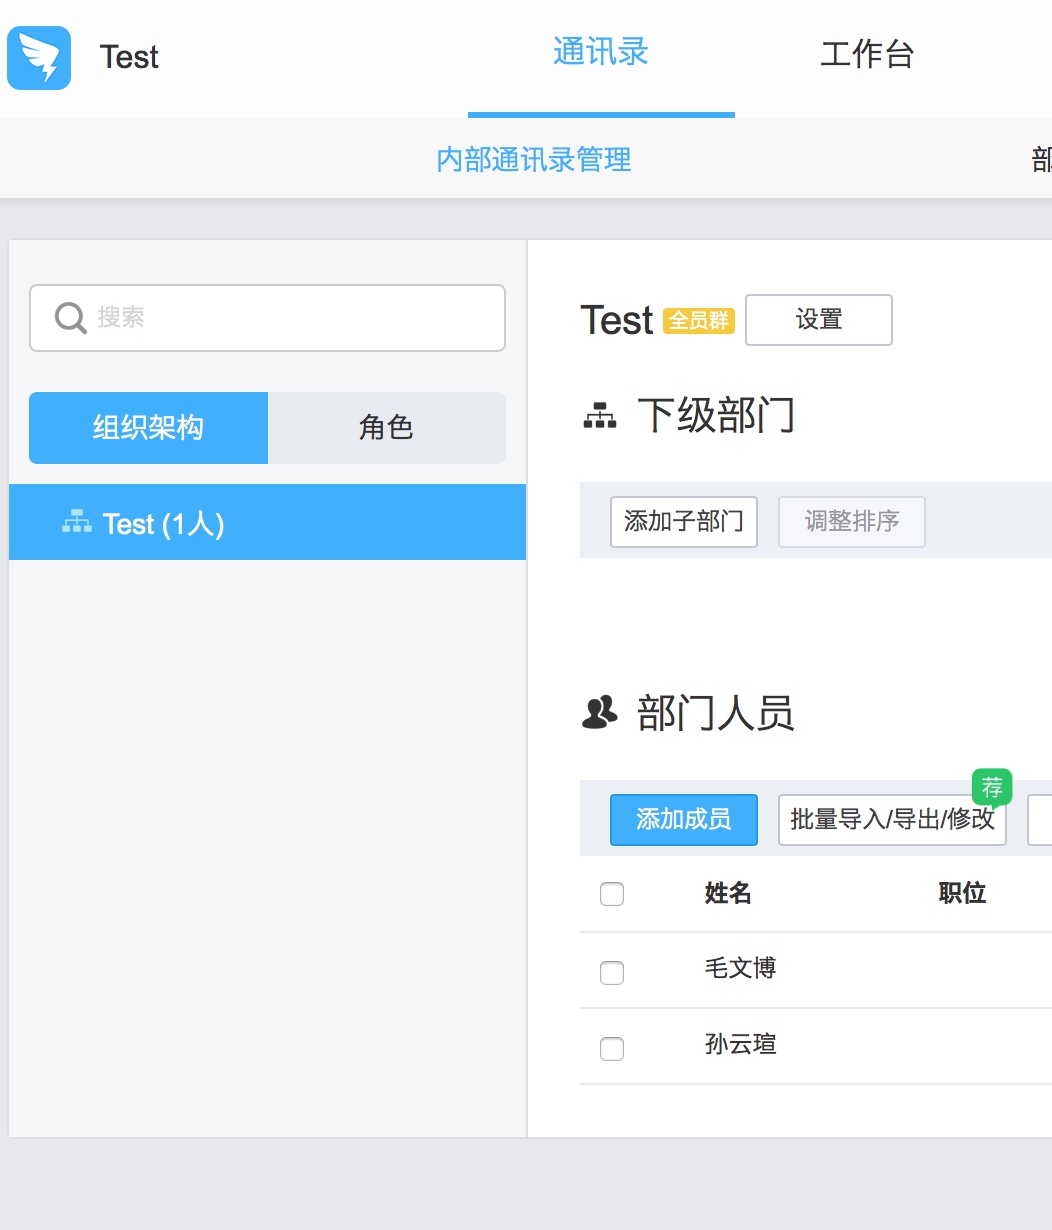 Test
通讯录
工作台
内部通讯录管理
部
搜索
组织架构
角色
Test (1人)
Test 全员群 设置
下级部门
添加子部门
调整排序
部门人员
荐
添加成员
批量导入/导出/修改
姓名
职位
毛文博
孙云瑄